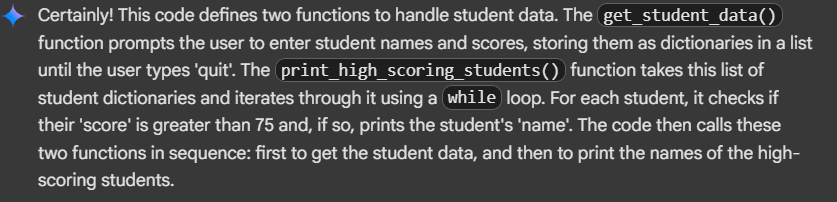 Certainly! This code defines two functions to handle student data. The get_student_data()
function prompts the user to enter student names and scores, storing them as dictionaries in a list
until the user types 'quit'. The print_high_scoring_students() function takes this list of
student dictionaries and iterates through it using a while loop. For each student, it checks if
their 'score' is greater than 75 and, if so, prints the student's 'name'. The code then calls these
two functions in sequence: first to get the student data, and then to print the names of the high-
scoring students.